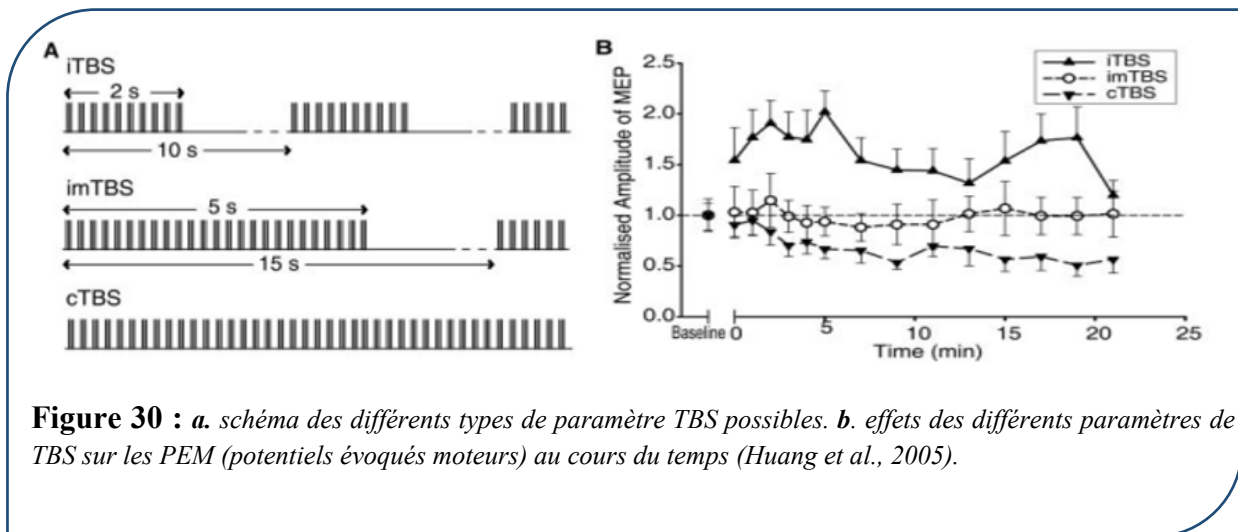 A
iTBS
2 s
10 s
imTBS
5 s
15 s
cTBS
B
Normalised Amplitude of MEP
2.5
2.0
1.5
1.0
0.5
0.0
iTBS
imTBS
cTBS
Baseline 0 5 10 15 20 25
Time (min)
Figure 30 : a. schéma des différents types de paramètre TBS possibles. b. effets des différents paramètres de
TBS sur les PEM (potentiels évoqués moteurs) au cours du temps (Huang et al., 2005).